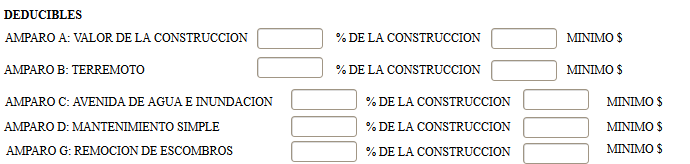 DEDUCIBLES
AMPARO A: VALOR DE LA CONSTRUCCION % DE LA CONSTRUCCION MINIMO $
AMPARO B: TERREMOTO % DE LA CONSTRUCCION MINIMO $
AMPARO C: AVENIDA DE AGUA E INUNDACION % DE LA CONSTRUCCION MINIMO $
AMPARO D: MANTENIMIENTO SIMPLE % DE LA CONSTRUCCION MINIMO $
AMPARO G: REMOCION DE ESCOMBROS % DE LA CONSTRUCCION MINIMO $